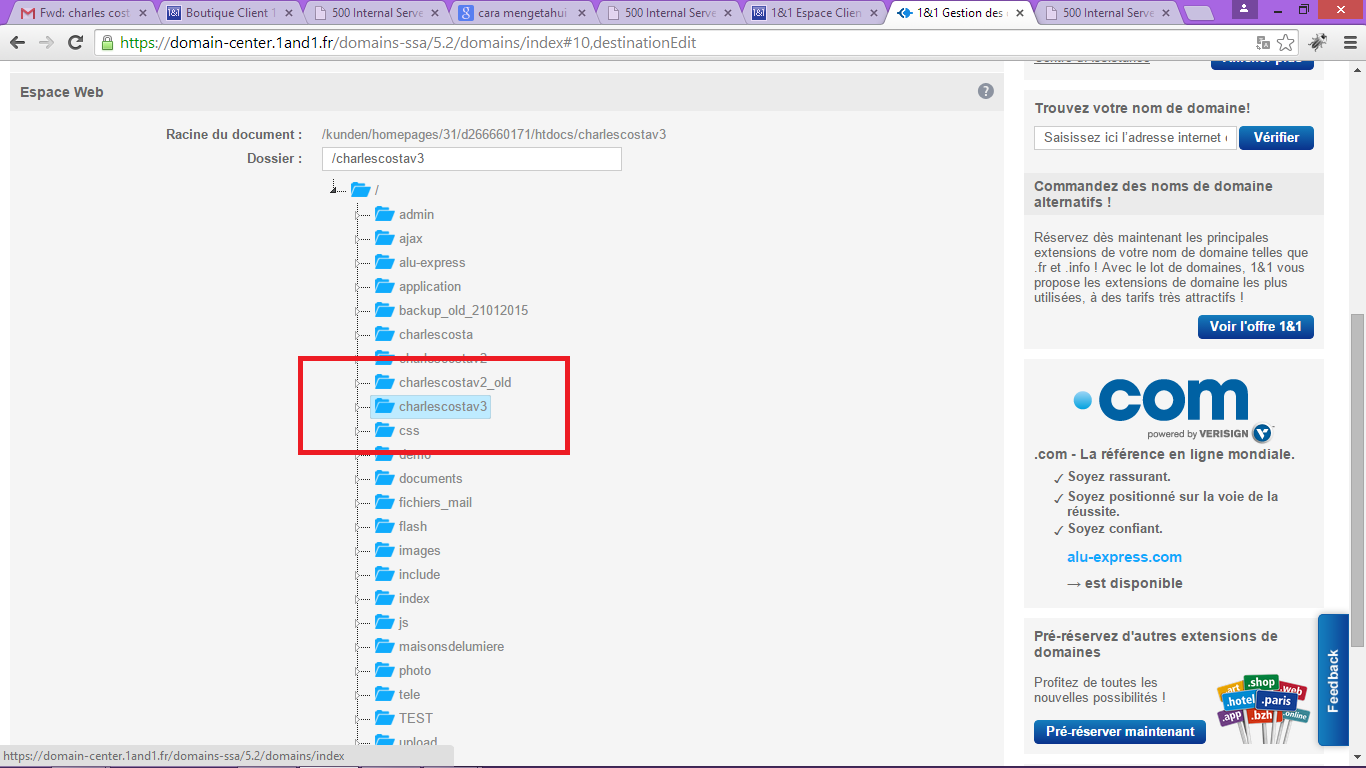 Fwd: charles cost
Boutique Client 1
500 Internal Serve
cara mengetahui
500 Internal Serve
1&1 Espace Clien
1&1 Gestion des
500 Internal Serve
https://domain-center.1and1.fr/domains-ssa/5.2/domains/index#10,destinationEdit
Espace Web
?
Racine du document : /kunden/homepages/31/d266660171/htdocs/charlescostav3
Dossier : /charlescostav3
/
admin
ajax
alu-express
application
backup_old_21012015
charlescosta
charlescostav2
charlescostav2_old
charlescostav3
css
demo
documents
fichiers_mail
flash
images
include
index
js
maisonsdelumiere
photo
tele
TEST
upload
Trouvez votre nom de domaine!
Saisissez ici l'adresse internet
Vérifier
Commandez des noms de domaine
alternatifs !
Réservez dès maintenant les principales
extensions de votre nom de domaine telles que
.fr et .info ! Avec le lot de domaines, 1&1 vous
propose les extensions de domaine les plus
utilisées, à des tarifs très attractifs !
Voir l'offre 1&1
.com
powered by VERISIGN
.com - La référence en ligne mondiale.
✓ Soyez rassurant.
✓ Soyez positionné sur la voie de la
réussite.
✓ Soyez confiant.
alu-express.com
→ est disponible
Pré-réservez d'autres extensions de
domaines
Profitez de toutes les
nouvelles possibilités !
.art .shop .web
.hotel .paris
.app .bzh .online
Pré-réserver maintenant
Feedback
https://domain-center.1and1.fr/domains-ssa/5.2/domains/index